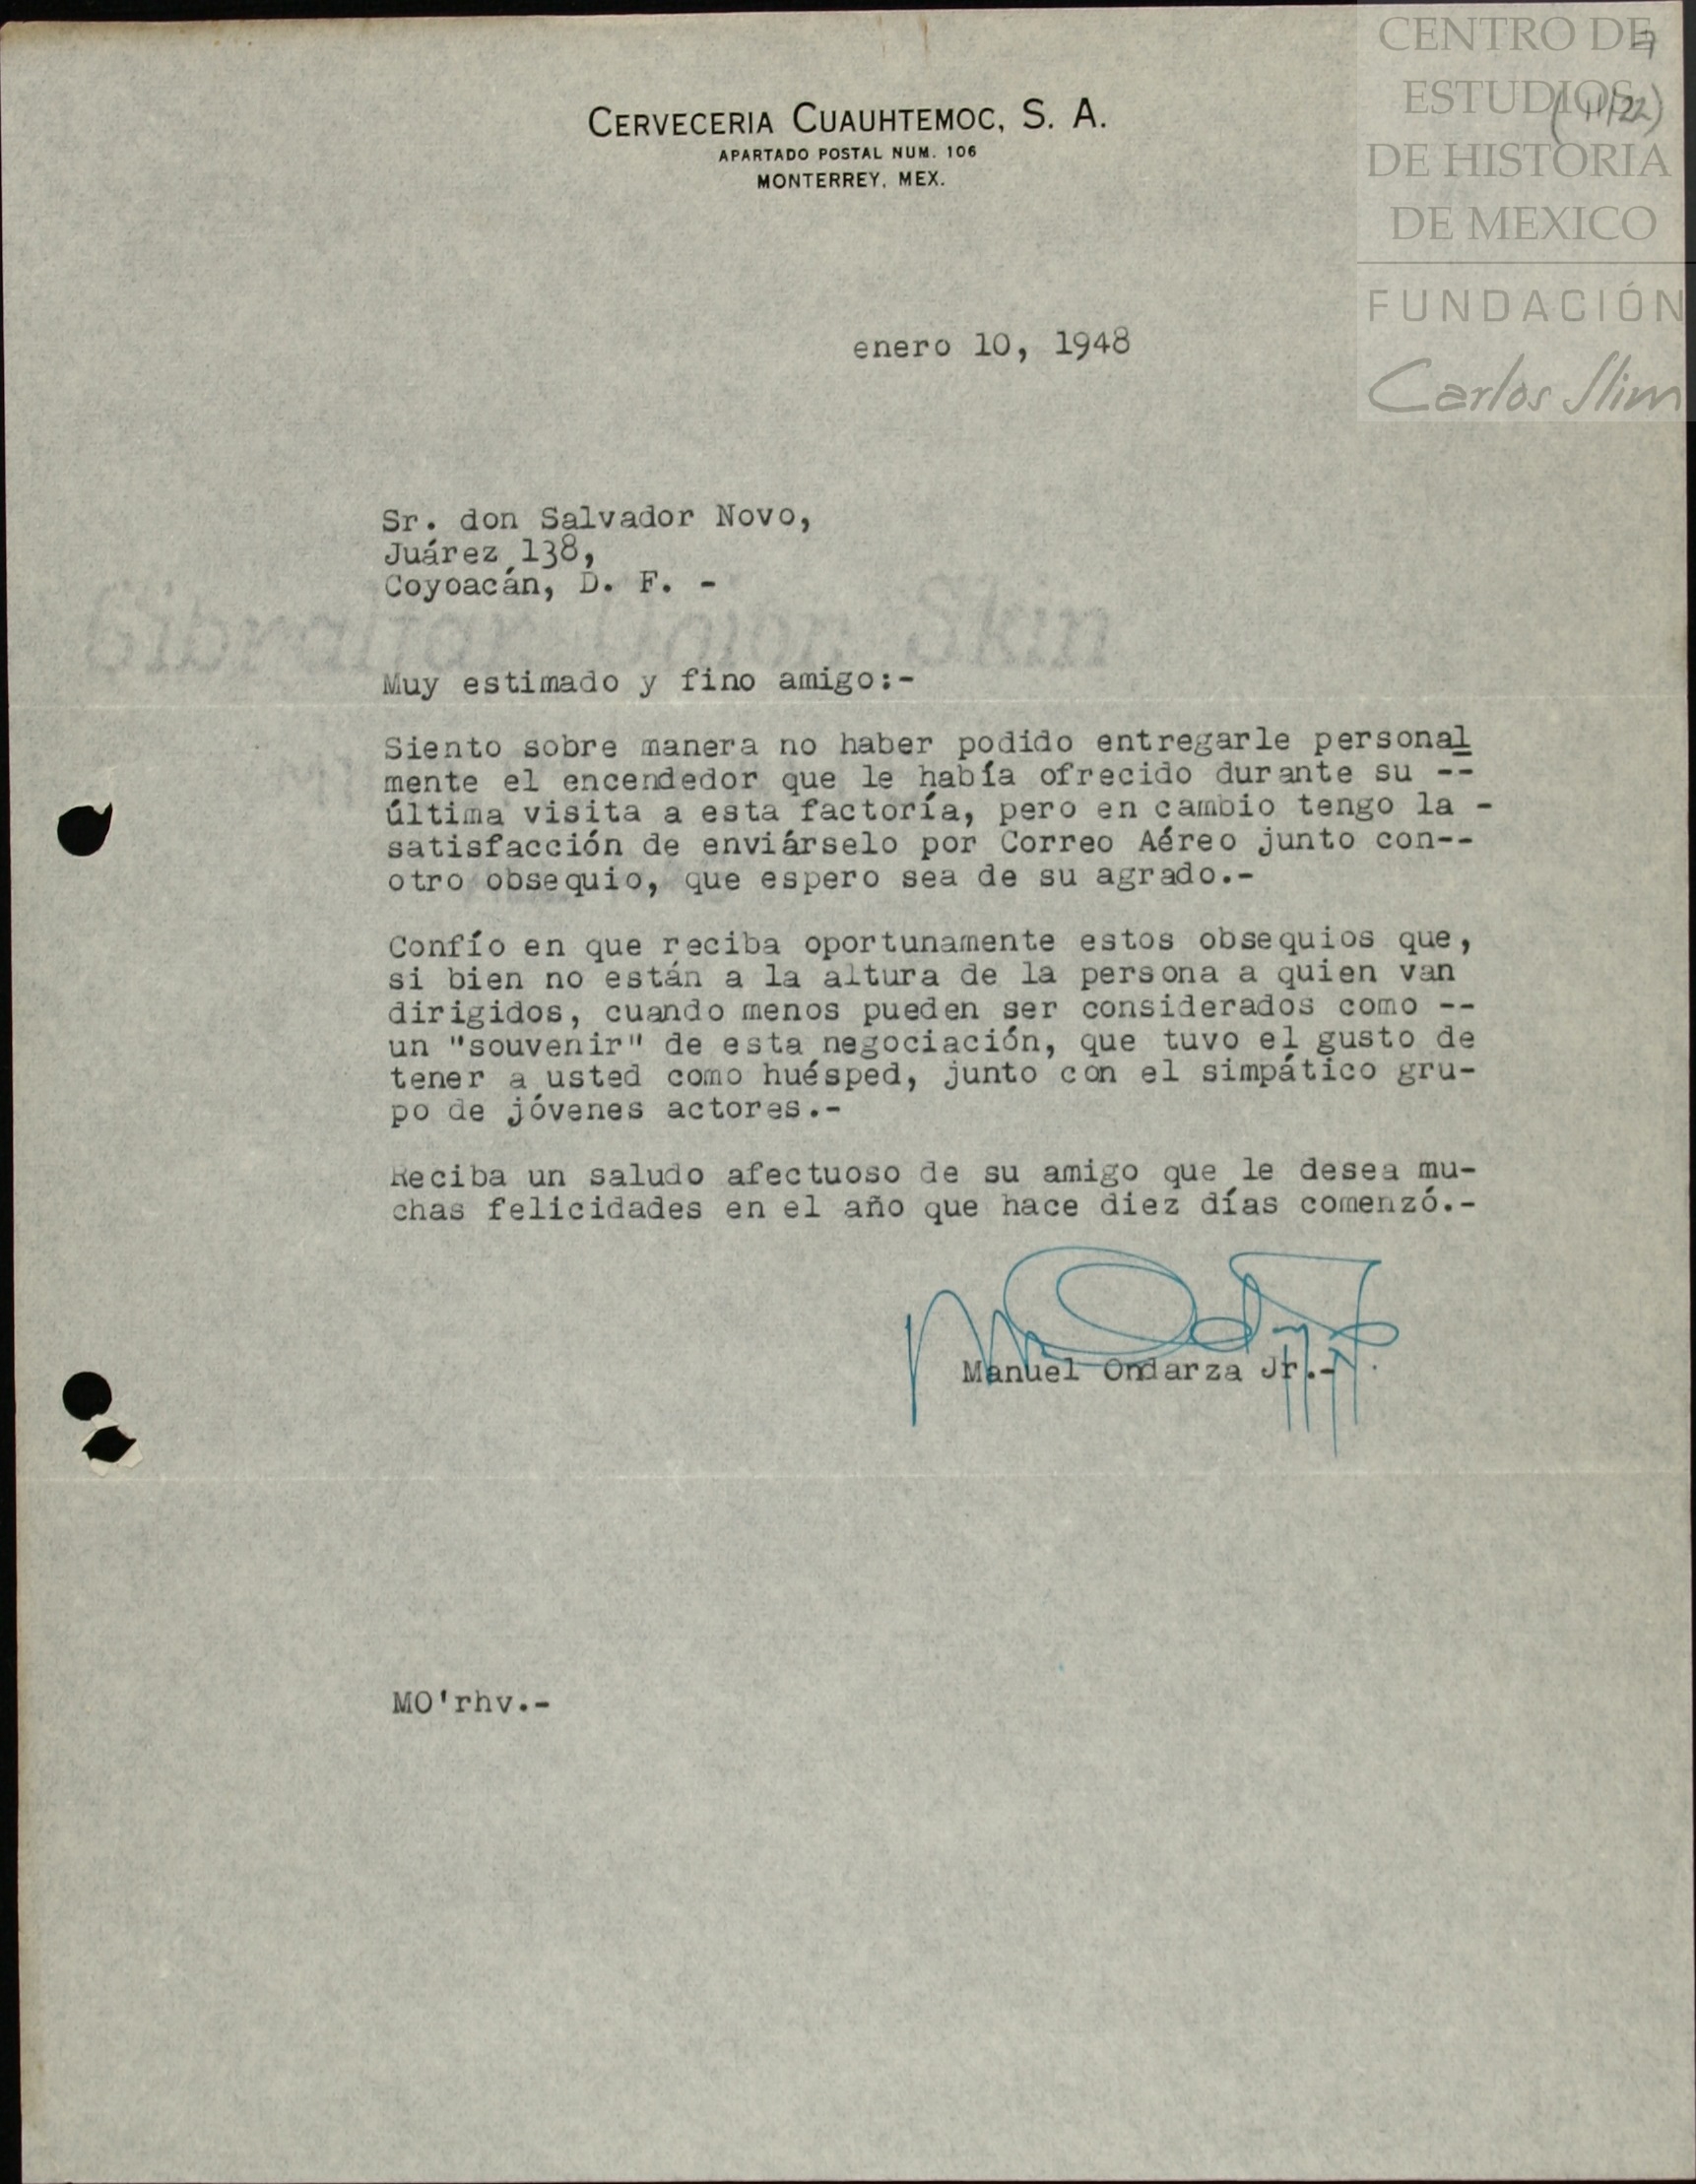 CENTRO DE
ESTUDIOS
DE HISTORIA
DE MEXICO
FUNDACIÓN
Carlos Slim
7
(11/22)
CERVECERIA CUAUHTEMOC, S. A.
APARTADO POSTAL NUM. 106
MONTERREY, MEX.
enero 10, 1948
Sr. don Salvador Novo,
Juárez 138,
Coyoacán, D. F. -
Gibraltar Onion Skin
Muy estimado y fino amigo:-
Siento sobre manera no haber podido entregarle personal
mente el encendedor que le había ofrecido durante su --
última visita a esta factoría, pero en cambio tengo la -
satisfacción de enviárselo por Correo Aéreo junto con--
otro obsequio, que espero sea de su agrado.-
Confío en que reciba oportunamente estos obsequios que,
si bien no están a la altura de la persona a quien van
dirigidos, cuando menos pueden ser considerados como --
un "souvenir" de esta negociación, que tuvo el gusto de
tener a usted como huésped, junto con el simpático gru-
po de jóvenes actores.-
Reciba un saludo afectuoso de su amigo que le desea mu-
chas felicidades en el año que hace diez días comenzó.-
Manuel Ondarza Jr.-
MO'rhv.-